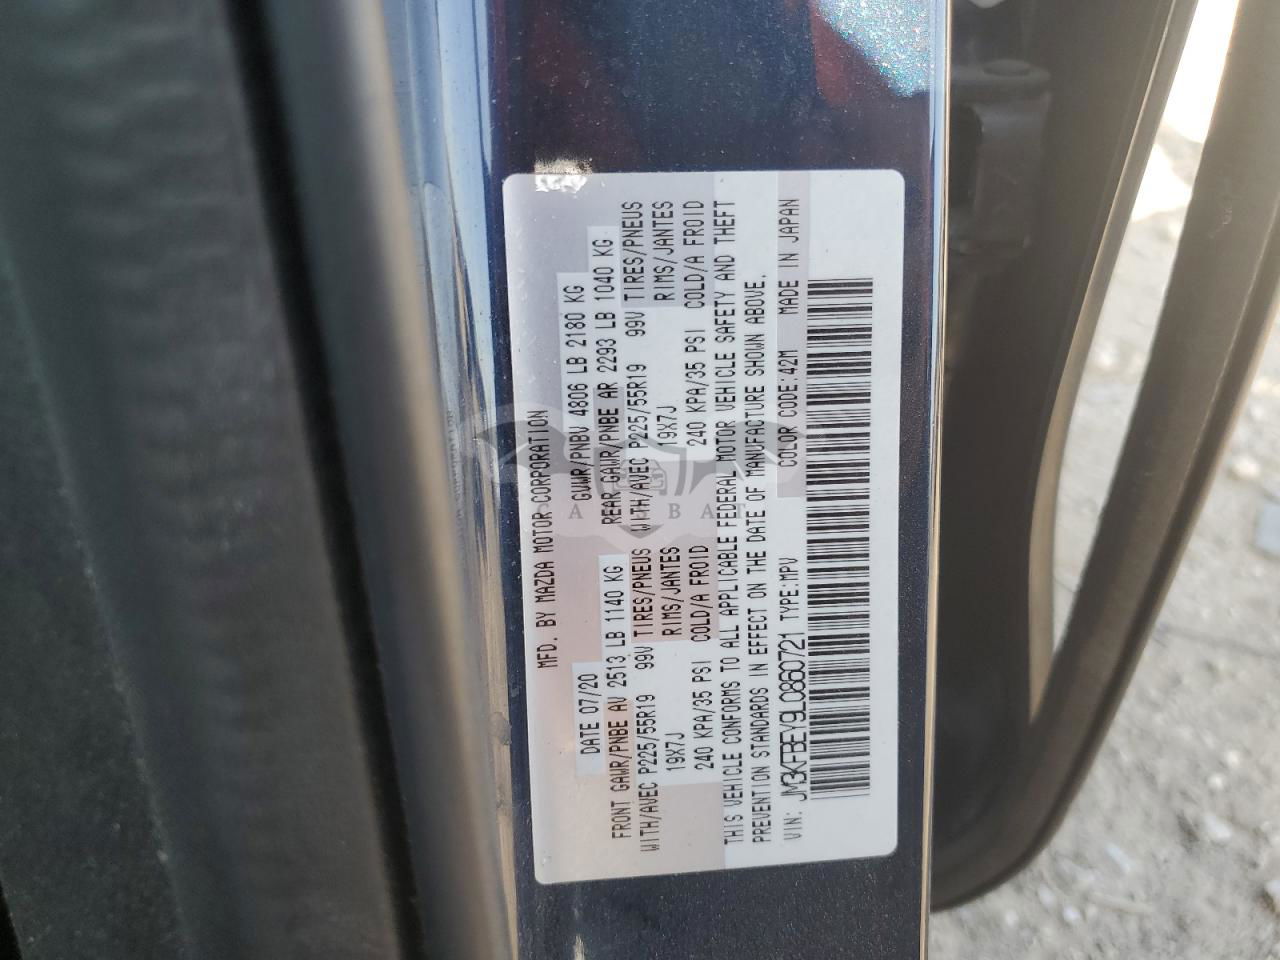 MFD. BY MAZDA MOTOR CORPORATION
DATE 07/20 GVWR/PNBV 4806 LB 2180 KG
FRONT GAWR/PNBE AV 2513 LB 1140 KG REAR GAWR/PNBE AR 2293 LB 1040 KG
WITH/AVEC P225/55R19 99V TIRES/PNEUS WITH/AVEC P225/55R19 99V TIRES/PNEUS
19X7J RIMS/JANTES 19X7J RIMS/JANTES
240 KPA/35 PSI COLD/A FROID 240 KPA/35 PSI COLD/A FROID
THIS VEHICLE CONFORMS TO ALL APPLICABLE FEDERAL MOTOR VEHICLE SAFETY AND THEFT
PREVENTION STANDARDS IN EFFECT ON THE DATE OF MANUFACTURE SHOWN ABOVE.
VIN: JM3KFBEY9L0860721 TYPE:MPV COLOR CODE:42M MADE IN JAPAN